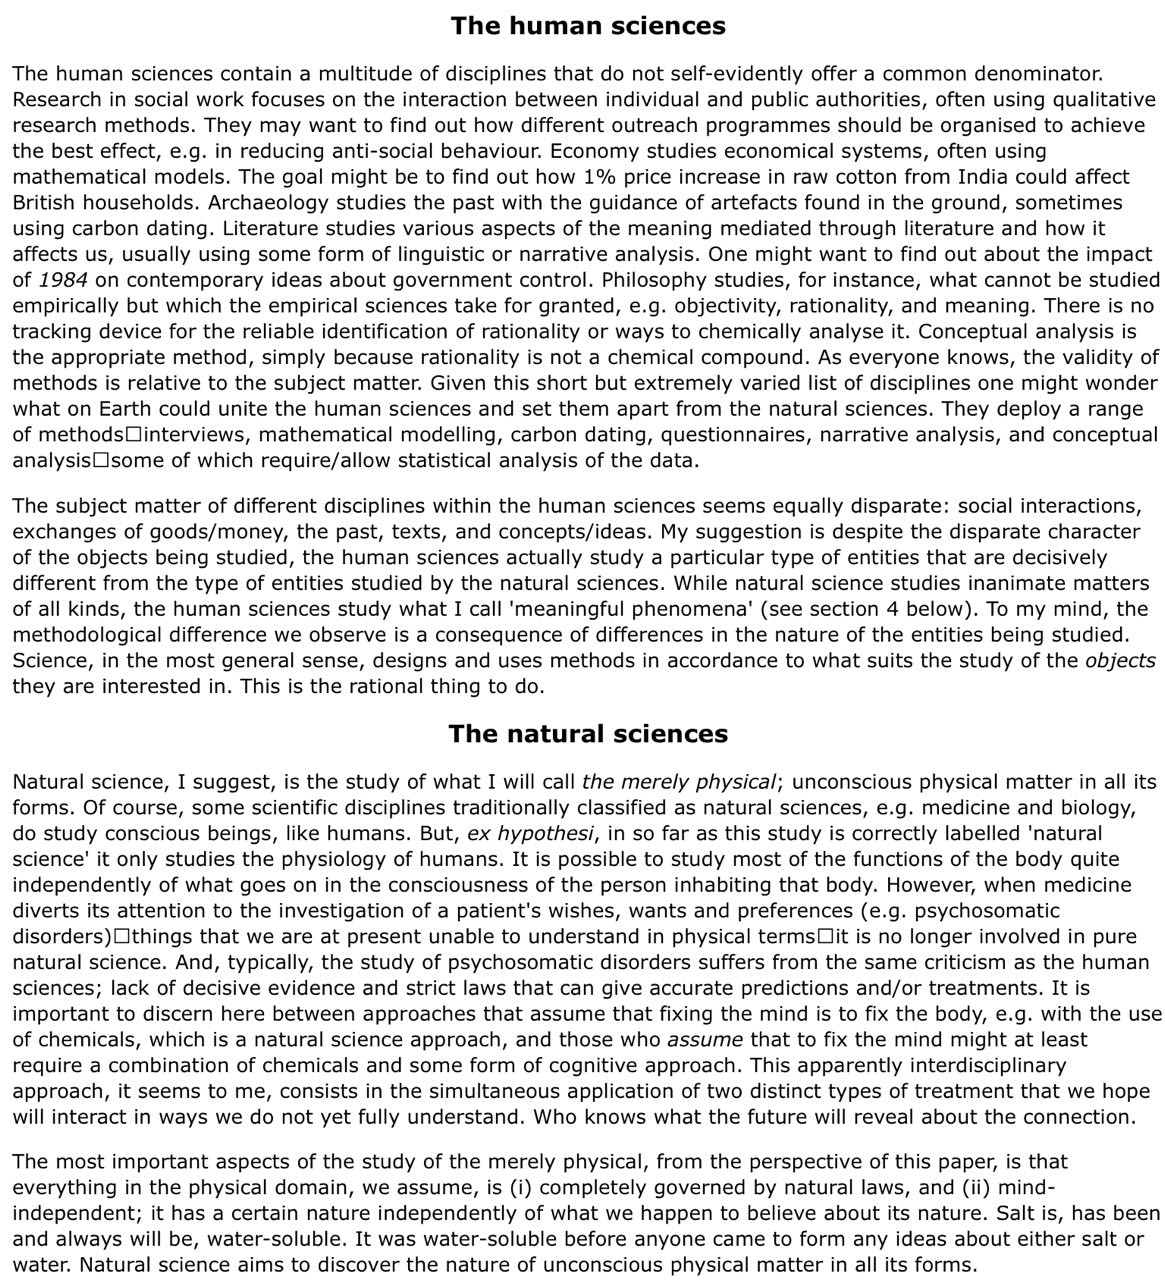 The human sciences
The human sciences contain a multitude of disciplines that do not self-evidently offer a common denominator.
Research in social work focuses on the interaction between individual and public authorities, often using qualitative
research methods. They may want to find out how different outreach programmes should be organised to achieve
the best effect, e.g. in reducing anti-social behaviour. Economy studies economical systems, often using
mathematical models. The goal might be to find out how 1% price increase in raw cotton from India could affect
British households. Archaeology studies the past with the guidance of artefacts found in the ground, sometimes
using carbon dating. Literature studies various aspects of the meaning mediated through literature and how it
affects us, usually using some form of linguistic or narrative analysis. One might want to find out about the impact
of 1984 on contemporary ideas about government control. Philosophy studies, for instance, what cannot be studied
empirically but which the empirical sciences take for granted, e.g. objectivity, rationality, and meaning. There is no
tracking device for the reliable identification of rationality or ways to chemically analyse it. Conceptual analysis is
the appropriate method, simply because rationality is not a chemical compound. As everyone knows, the validity of
methods is relative to the subject matter. Given this short but extremely varied list of disciplines one might wonder
what on Earth could unite the human sciences and set them apart from the natural sciences. They deploy a range
of methods□interviews, mathematical modelling, carbon dating, questionnaires, narrative analysis, and conceptual
analysis□some of which require/allow statistical analysis of the data.
The subject matter of different disciplines within the human sciences seems equally disparate: social interactions,
exchanges of goods/money, the past, texts, and concepts/ideas. My suggestion is despite the disparate character
of the objects being studied, the human sciences actually study a particular type of entities that are decisively
different from the type of entities studied by the natural sciences. While natural science studies inanimate matters
of all kinds, the human sciences study what I call 'meaningful phenomena' (see section 4 below). To my mind, the
methodological difference we observe is a consequence of differences in the nature of the entities being studied.
Science, in the most general sense, designs and uses methods in accordance to what suits the study of the objects
they are interested in. This is the rational thing to do.
The natural sciences
Natural science, I suggest, is the study of what I will call the merely physical; unconscious physical matter in all its
forms. Of course, some scientific disciplines traditionally classified as natural sciences, e.g. medicine and biology,
do study conscious beings, like humans. But, ex hypothesi, in so far as this study is correctly labelled 'natural
science' it only studies the physiology of humans. It is possible to study most of the functions of the body quite
independently of what goes on in the consciousness of the person inhabiting that body. However, when medicine
diverts its attention to the investigation of a patient's wishes, wants and preferences (e.g. psychosomatic
disorders)□things that we are at present unable to understand in physical terms□it is no longer involved in pure
natural science. And, typically, the study of psychosomatic disorders suffers from the same criticism as the human
sciences; lack of decisive evidence and strict laws that can give accurate predictions and/or treatments. It is
important to discern here between approaches that assume that fixing the mind is to fix the body, e.g. with the use
of chemicals, which is a natural science approach, and those who assume that to fix the mind might at least
require a combination of chemicals and some form of cognitive approach. This apparently interdisciplinary
approach, it seems to me, consists in the simultaneous application of two distinct types of treatment that we hope
will interact in ways we do not yet fully understand. Who knows what the future will reveal about the connection.
The most important aspects of the study of the merely physical, from the perspective of this paper, is that
everything in the physical domain, we assume, is (i) completely governed by natural laws, and (ii) mind-
independent; it has a certain nature independently of what we happen to believe about its nature. Salt is, has been
and always will be, water-soluble. It was water-soluble before anyone came to form any ideas about either salt or
water. Natural science aims to discover the nature of unconscious physical matter in all its forms.